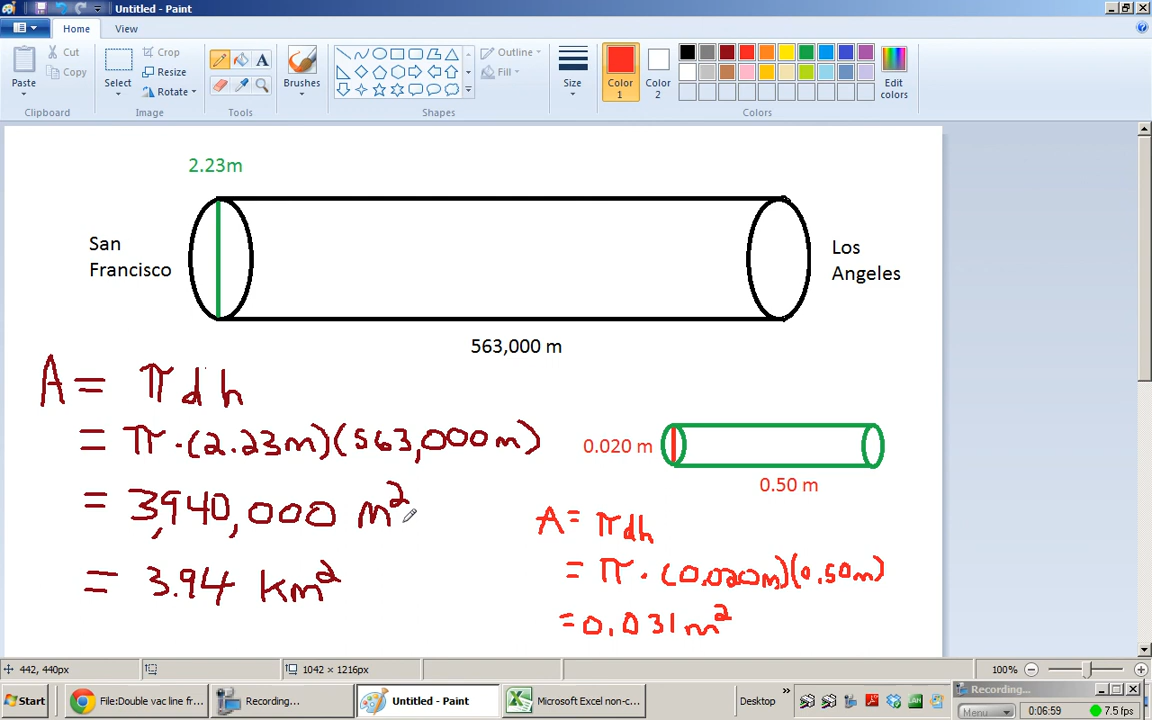 Untitled - Paint
Home View
Paste
Cut
Copy
Clipboard
Select
Crop
Resize
Rotate
Image
A
Tools
Brushes
Shapes
Outline
Fill
Size
Color 1
Color 2
Edit colors
Colors
2.23m
San Francisco
Los Angeles
563,000 m
A = π d h
= π · (2.23m)(563,000m)
= 3,940,000 m²
= 3.94 km²
0.020 m
0.50 m
A = πdh
= π · (0.020m)(0.50m)
= 0.031m²
442, 440px
1042 × 1216px
100%
Start
File:Double vac line fr...
Recording...
Untitled - Paint
Microsoft Excel non-c...
Desktop
Recording...
Menu
0:06:59
7.5 fps